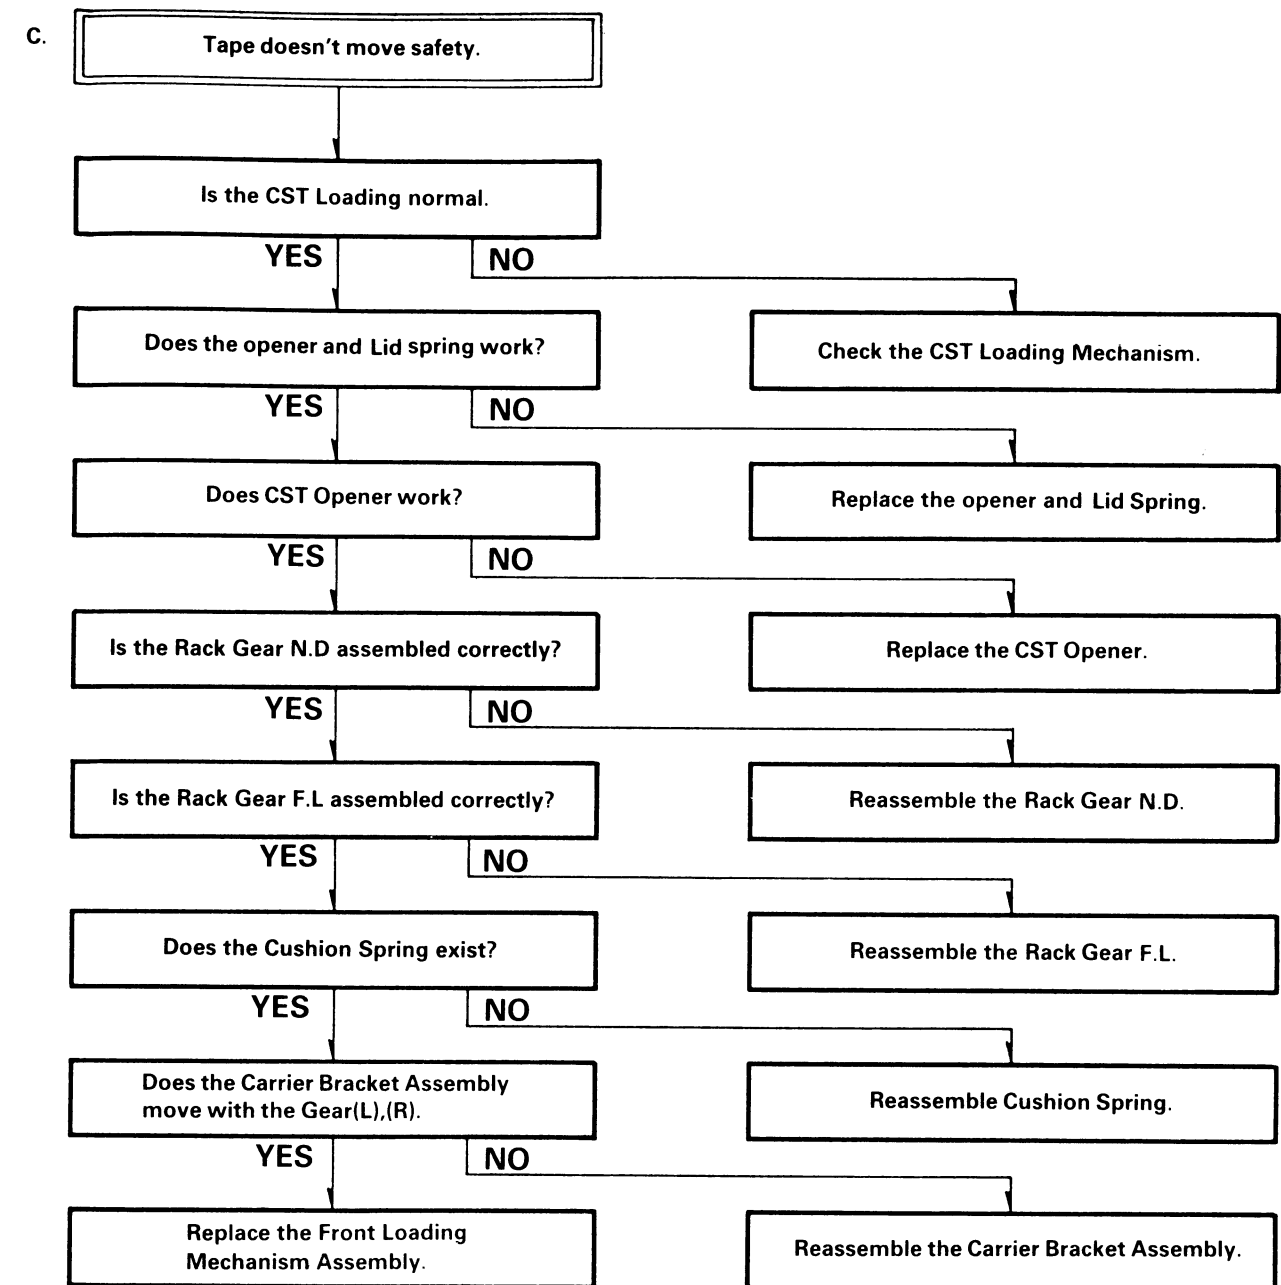 C.
Tape doesn't move safety.
Is the CST Loading normal.
YES
NO
Does the opener and Lid spring work?
Check the CST Loading Mechanism.
YES
NO
Does CST Opener work?
Replace the opener and Lid Spring.
YES
NO
Is the Rack Gear N.D assembled correctly?
Replace the CST Opener.
YES
NO
Is the Rack Gear F.L assembled correctly?
Reassemble the Rack Gear N.D.
YES
NO
Does the Cushion Spring exist?
Reassemble the Rack Gear F.L.
YES
NO
Does the Carrier Bracket Assembly
move with the Gear(L),(R).
Reassemble Cushion Spring.
YES
NO
Replace the Front Loading
Mechanism Assembly.
Reassemble the Carrier Bracket Assembly.